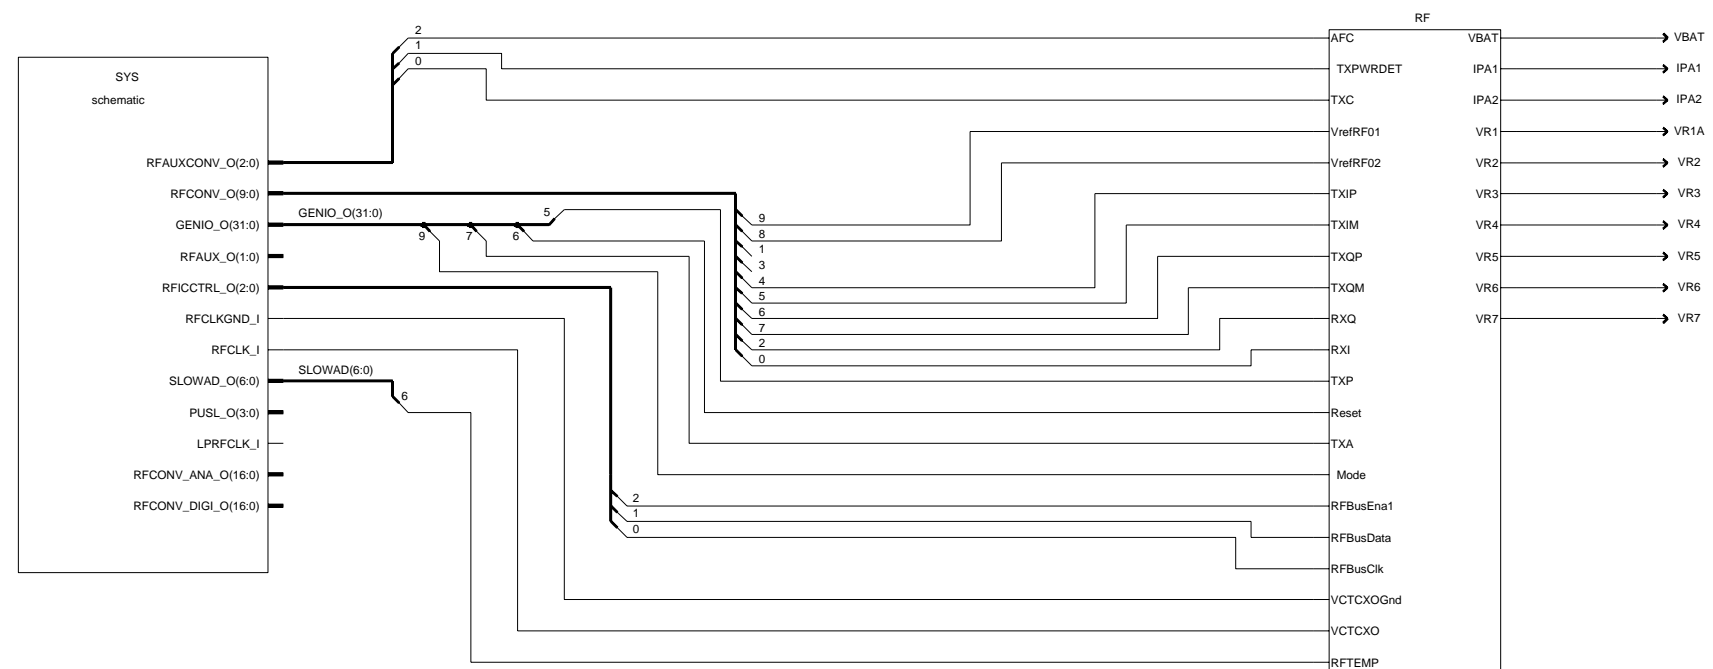 RF
2
AFC
VBAT
VBAT
1
0
TXPWRDET
IPA1
IPA1
SYS
schematic
TXC
IPA2
IPA2
VrefRF01
VR1
VR1A
RFAUXCONV_O(2:0)
VrefRF02
VR2
VR2
RFCONV_O(9:0)
TXIP
VR3
VR3
GENIO_O(31:0)
GENIO_O(31:0)
5
9
7
6
9
8
1
3
4
5
6
7
2
0
TXIM
VR4
VR4
RFAUX_O(1:0)
TXQP
VR5
VR5
RFICCTRL_O(2:0)
TXQM
VR6
VR6
RFCLKGND_I
RXQ
VR7
VR7
RFCLK_I
RXI
SLOWAD_O(6:0)
SLOWAD(6:0)
6
TXP
PUSL_O(3:0)
Reset
LPRFCLK_I
TXA
RFCONV_ANA_O(16:0)
Mode
RFCONV_DIGI_O(16:0)
2
1
0
RFBusEna1
RFBusData
RFBusClk
VCTCXOGnd
VCTCXO
RFTEMP